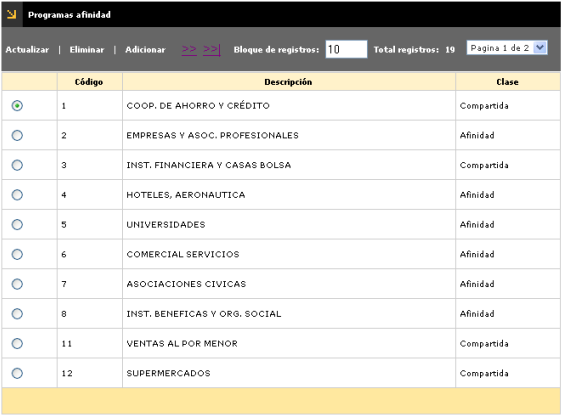 Programas afinidad
Actualizar | Eliminar | Adicionar >> >>| Bloque de registros: 10 Total registros: 19 Pagina 1 de 2
Código Descripción Clase
1 COOP. DE AHORRO Y CRÉDITO Compartida
2 EMPRESAS Y ASOC. PROFESIONALES Afinidad
3 INST. FINANCIERA Y CASAS BOLSA Compartida
4 HOTELES, AERONAUTICA Afinidad
5 UNIVERSIDADES Afinidad
6 COMERCIAL SERVICIOS Afinidad
7 ASOCIACIONES CIVICAS Afinidad
8 INST. BENEFICAS Y ORG. SOCIAL Afinidad
11 VENTAS AL POR MENOR Compartida
12 SUPERMERCADOS Compartida